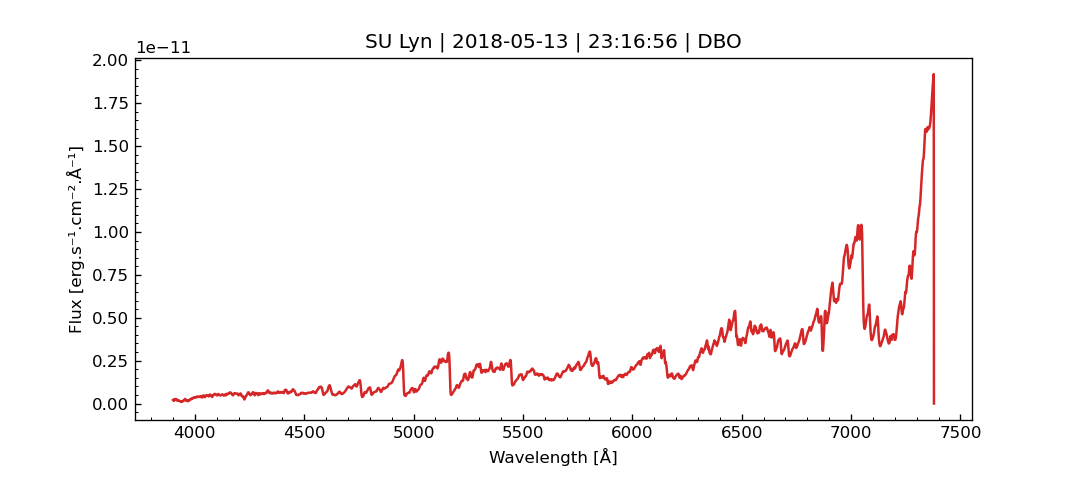 SU Lyn | 2018-05-13 | 23:16:56 | DBO
1e−11
2.00
1.75
1.50
1.25
1.00
0.75
0.50
0.25
0.00
Flux [erg.s⁻¹.cm⁻².Å⁻¹]
4000 4500 5000 5500 6000 6500 7000 7500
Wavelength [Å]